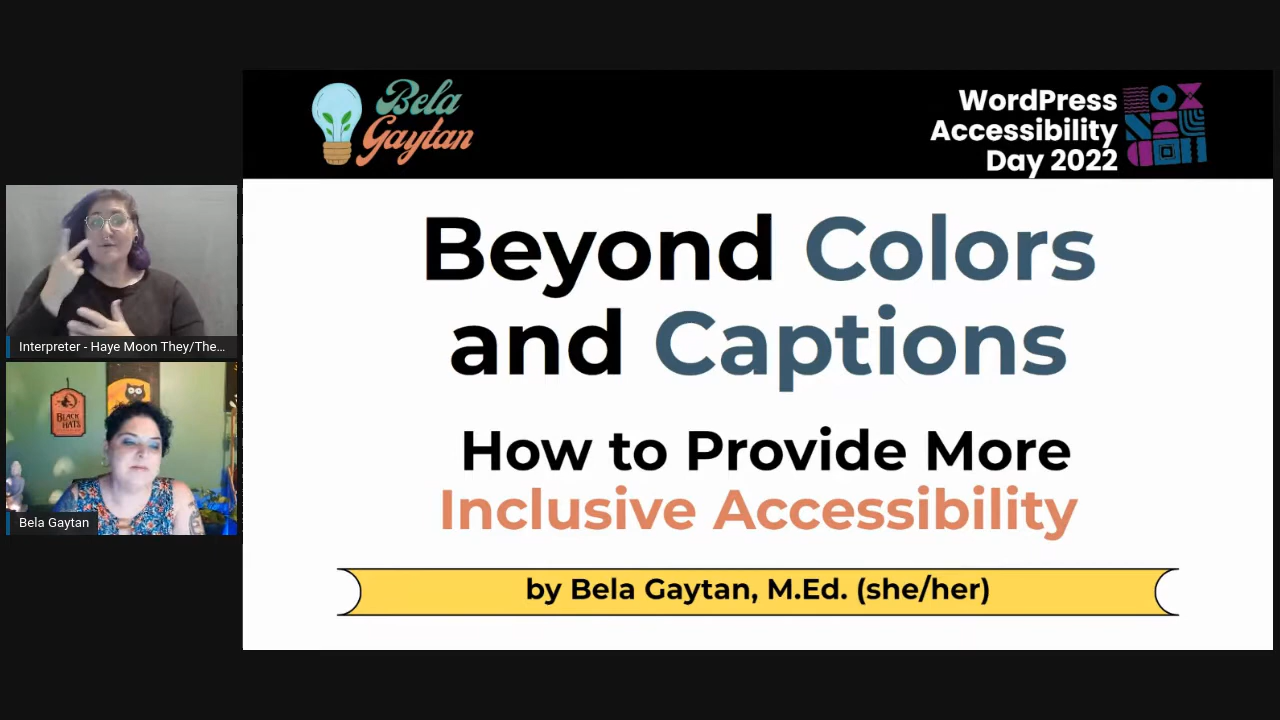 Bela
Gaytan
WordPress
Accessibility
Day 2022
Beyond Colors
and Captions
How to Provide More
Inclusive Accessibility
by Bela Gaytan, M.Ed. (she/her)
Interpreter - Haye Moon They/The…
BLACK
HATS
Bela Gaytan